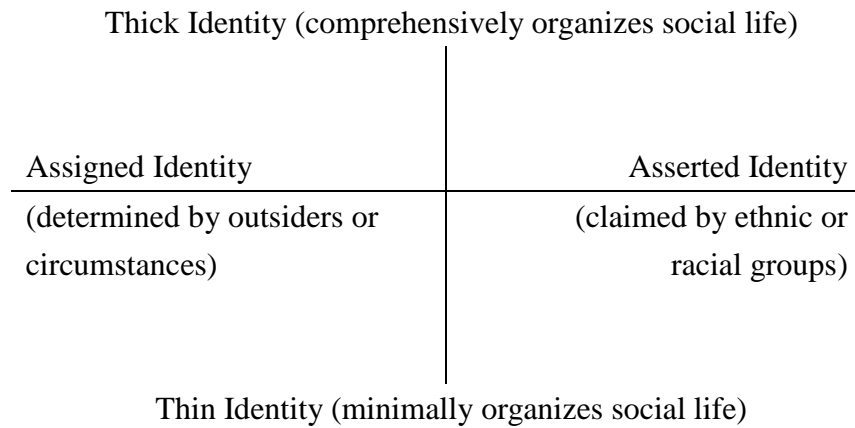 Thick Identity (comprehensively organizes social life)
Assigned Identity
Asserted Identity
(determined by outsiders or
circumstances)
(claimed by ethnic or
racial groups)
Thin Identity (minimally organizes social life)